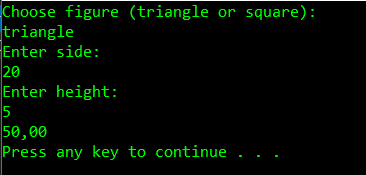 Choose figure (triangle or square):
triangle
Enter side:
20
Enter height:
5
50,00
Press any key to continue . . .